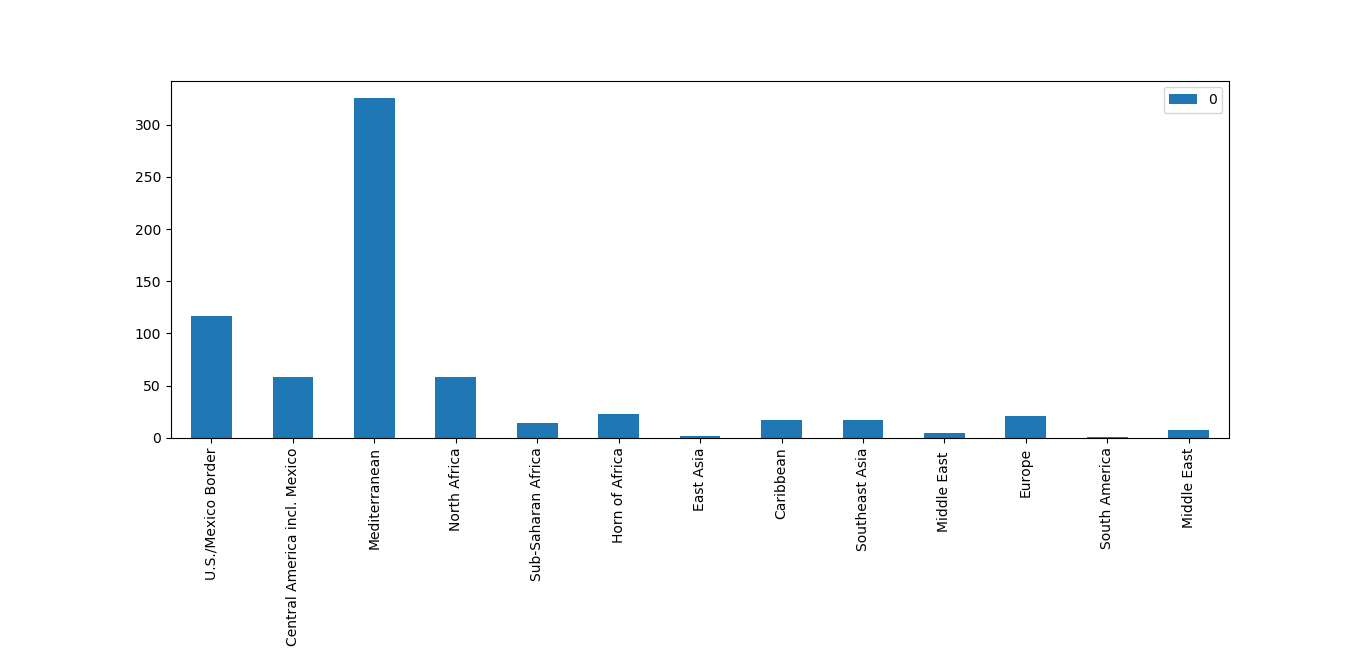 0
300
250
200
150
100
50
0
U.S./Mexico Border
Central America incl. Mexico
Mediterranean
North Africa
Sub-Saharan Africa
Horn of Africa
East Asia
Caribbean
Southeast Asia
Middle East
Europe
South America
Middle East